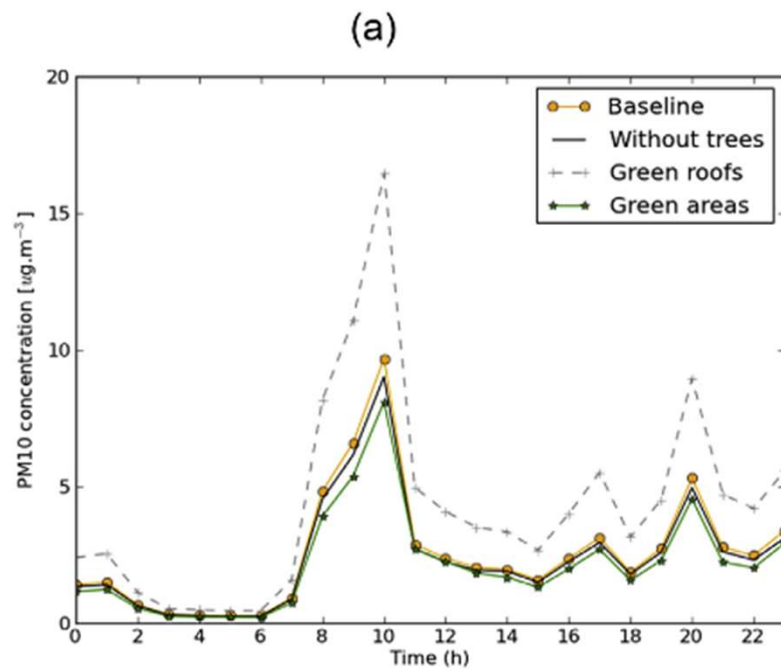 (a)
20
15
10
5
0
PM10 concentration [ug.m⁻³]
Baseline
Without trees
Green roofs
Green areas
0 2 4 6 8 10 12 14 16 18 20 22
Time (h)